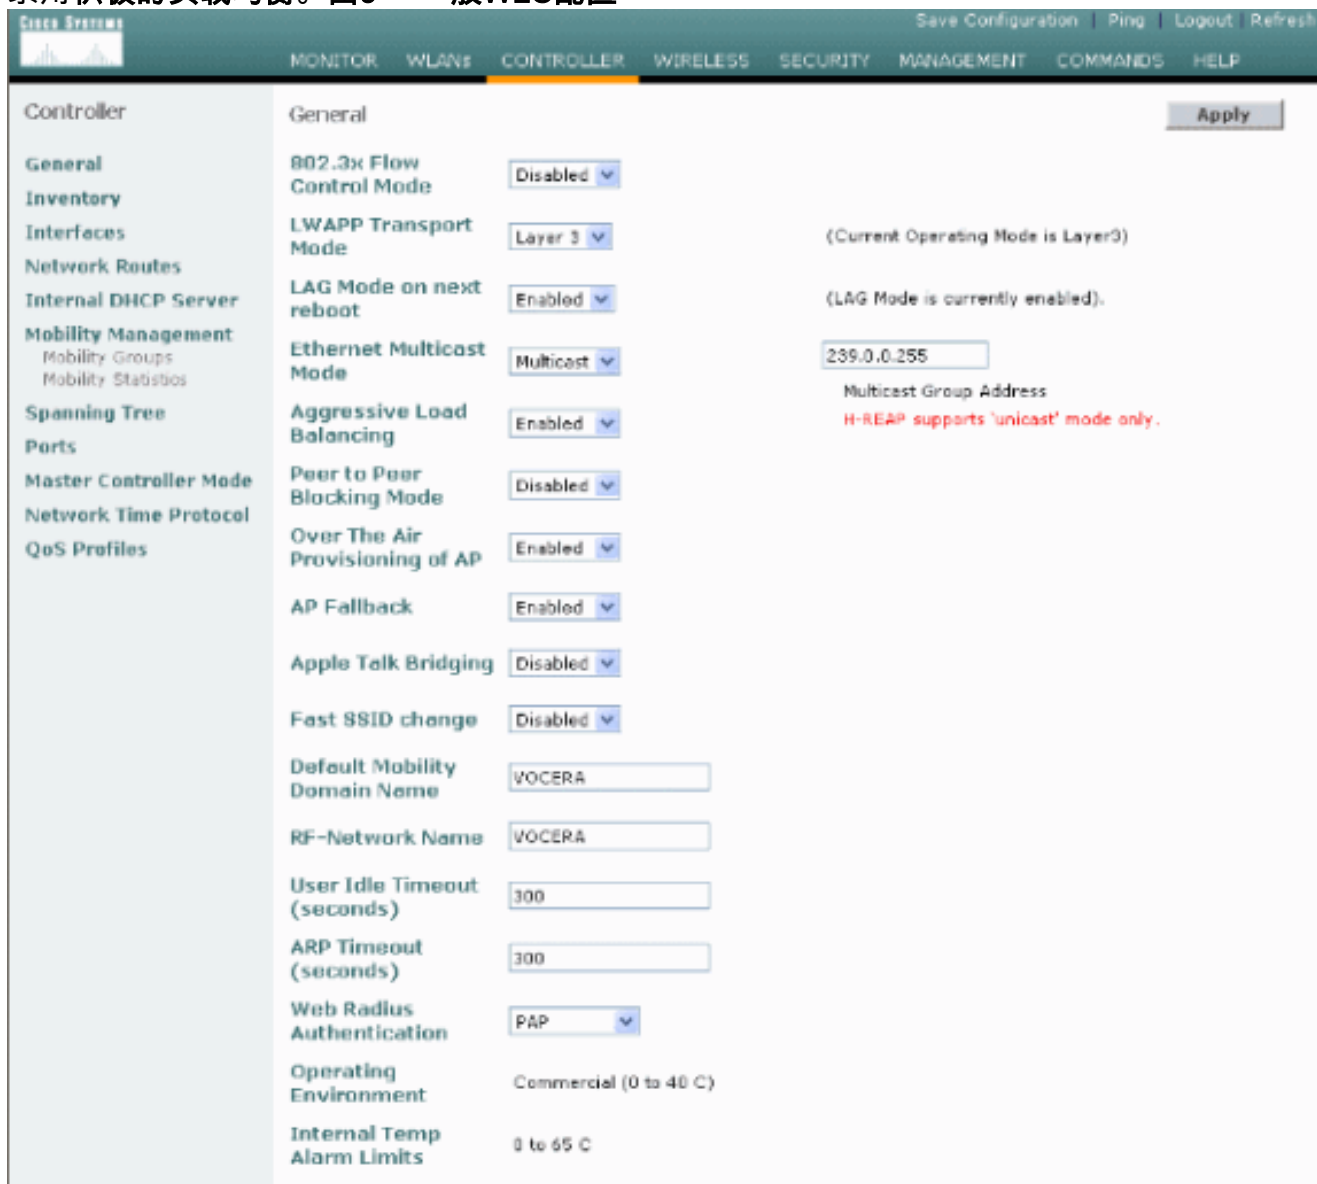 Cisco Systems
Save Configuration | Ping | Logout | Refresh
MONITOR WLANs CONTROLLER WIRELESS SECURITY MANAGEMENT COMMANDS HELP
Controller
General
Inventory
Interfaces
Network Routes
Internal DHCP Server
Mobility Management
Mobility Groups
Mobility Statistics
Spanning Tree
Ports
Master Controller Mode
Network Time Protocol
QoS Profiles
General
Apply
802.3x Flow
Control Mode
Disabled
LWAPP Transport
Mode
Layer 3
(Current Operating Mode is Layer3)
LAG Mode on next
reboot
Enabled
(LAG Mode is currently enabled).
Ethernet Multicast
Mode
Multicast
239.0.0.255
Multicast Group Address
H-REAP supports 'unicast' mode only.
Aggressive Load
Balancing
Enabled
Peer to Peer
Blocking Mode
Disabled
Over The Air
Provisioning of AP
Enabled
AP Fallback
Enabled
Apple Talk Bridging
Disabled
Fast SSID change
Disabled
Default Mobility
Domain Name
VOCERA
RF-Network Name
VOCERA
User Idle Timeout
(seconds)
300
ARP Timeout
(seconds)
300
Web Radius
Authentication
PAP
Operating
Environment
Commercial (0 to 40 C)
Internal Temp
Alarm Limits
0 to 65 C